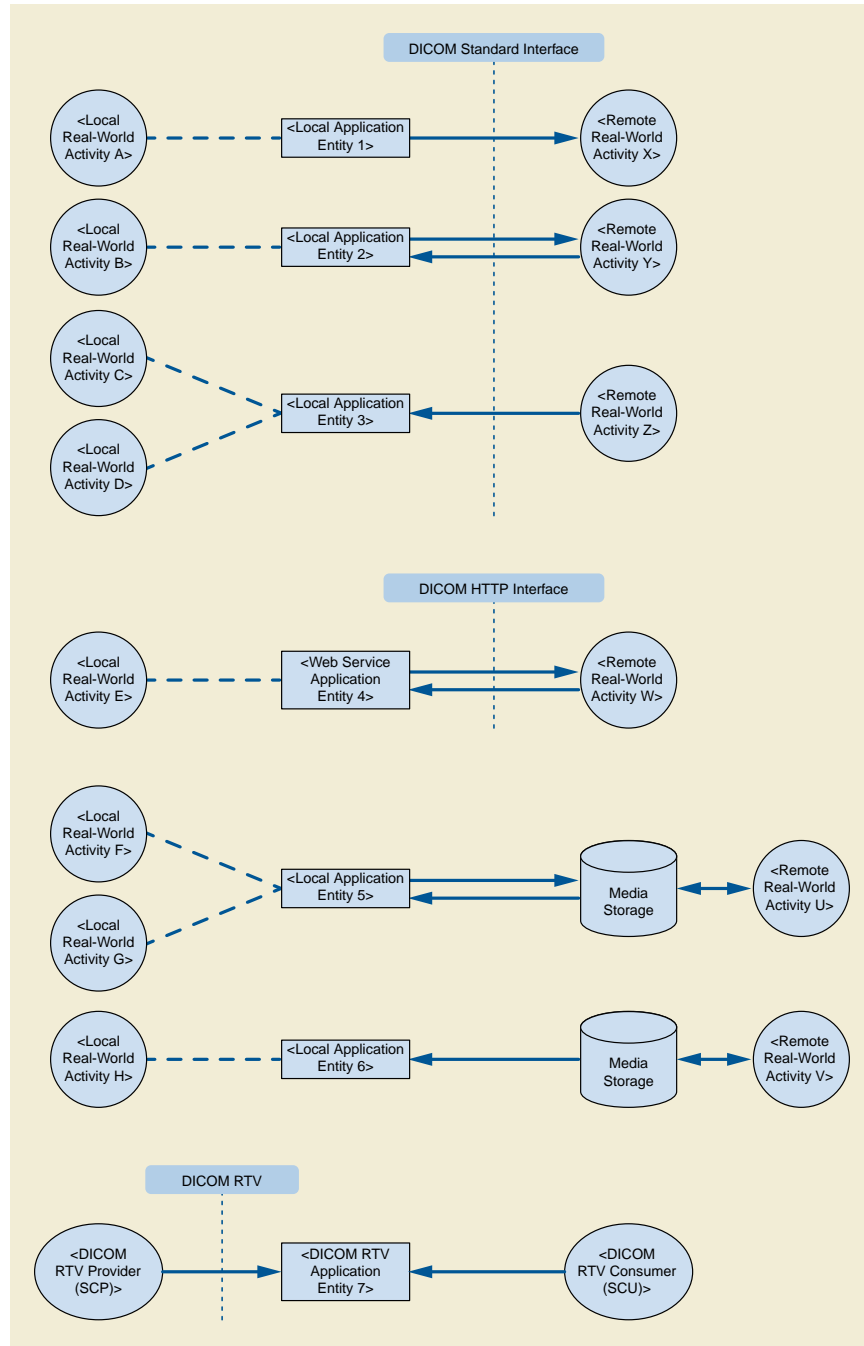 DICOM Standard Interface
<Local
Real-World
Activity A>
<Local Application
Entity 1>
<Remote
Real-World
Activity X>
<Local
Real-World
Activity B>
<Local Application
Entity 2>
<Remote
Real-World
Activity Y>
<Local
Real-World
Activity C>
<Local Application
Entity 3>
<Remote
Real-World
Activity Z>
<Local
Real-World
Activity D>
DICOM HTTP Interface
<Local
Real-World
Activity E>
<Web Service
Application
Entity 4>
<Remote
Real-World
Activity W>
<Local
Real-World
Activity F>
<Local Application
Entity 5>
Media
Storage
<Remote
Real-World
Activity U>
<Local
Real-World
Activity G>
<Local
Real-World
Activity H>
<Local Application
Entity 6>
Media
Storage
<Remote
Real-World
Activity V>
DICOM RTV
<DICOM
RTV Provider
(SCP)>
<DICOM RTV
Application
Entity 7>
<DICOM
RTV Consumer
(SCU)>